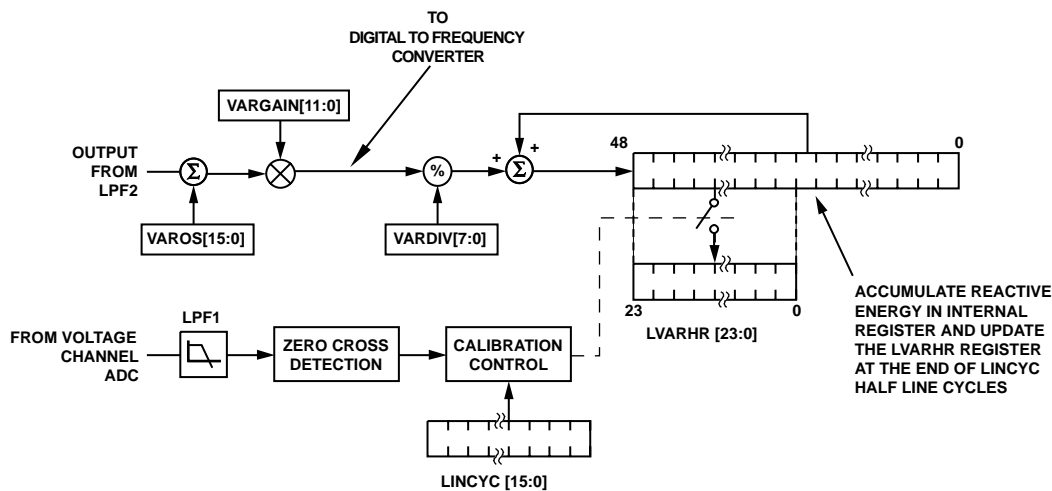 TO
DIGITAL TO FREQUENCY
CONVERTER
VARGAIN[11:0]
OUTPUT
FROM
LPF2
Σ
%
+
+
Σ
48
0
VAROS[15:0]
VARDIV[7:0]
23
0
LVARHR [23:0]
ACCUMULATE REACTIVE
ENERGY IN INTERNAL
REGISTER AND UPDATE
THE LVARHR REGISTER
AT THE END OF LINCYC
HALF LINE CYCLES
FROM VOLTAGE
CHANNEL
ADC
LPF1
ZERO CROSS
DETECTION
CALIBRATION
CONTROL
LINCYC [15:0]